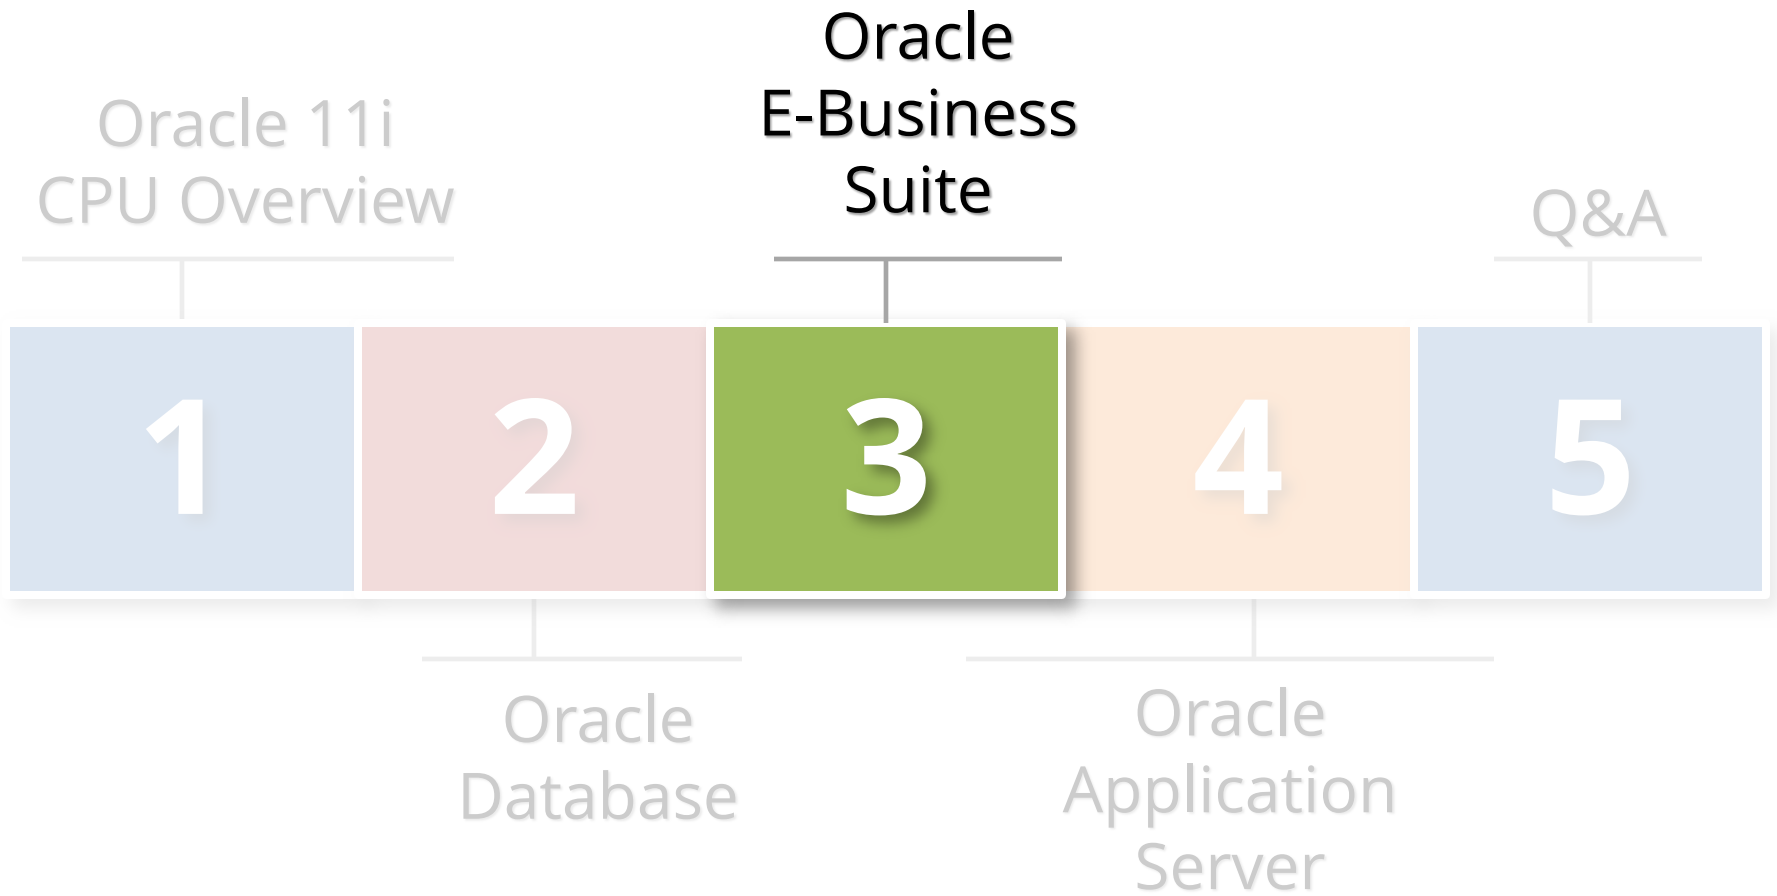 Oracle
E-Business
Suite
Oracle 11i
CPU Overview
Q&A
1
2
3
4
5
Oracle
Database
Oracle
Application
Server